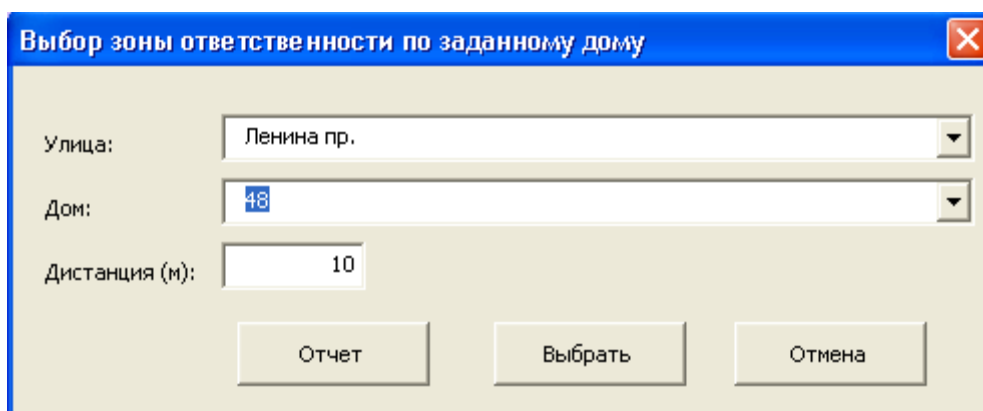 Выбор зоны ответственности по заданному дому
Улица: Ленина пр.
Дом: 48
Дистанция (м): 10
Отчет Выбрать Отмена